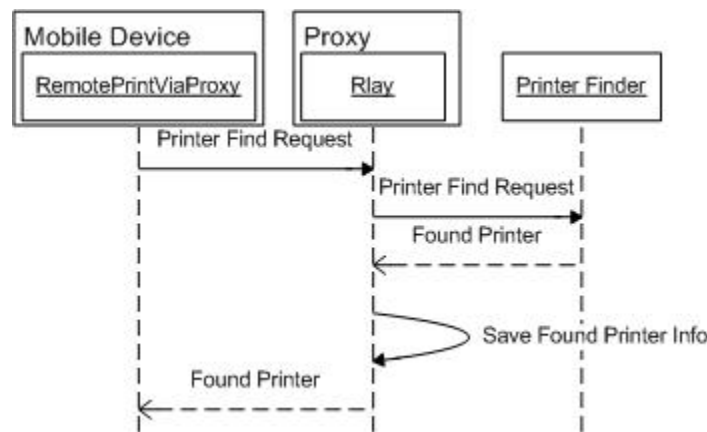 Mobile Device
Proxy
RemotePrintViaProxy
Rlay
Printer Finder
Printer Find Request
Printer Find Request
Found Printer
Save Found Printer Info
Found Printer